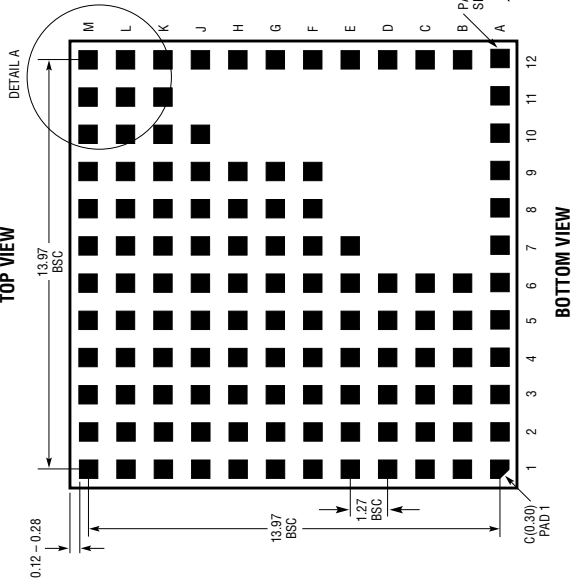 TOP VIEW
DETAIL A
13.97
BSC
0.12 – 0.28
M
L
K
J
H
G
F
E
D
C
B
A
12
11
10
9
8
7
6
5
4
3
2
1
13.97
BSC
1.27
BSC
C(0.30)
PAD 1
BOTTOM VIEW